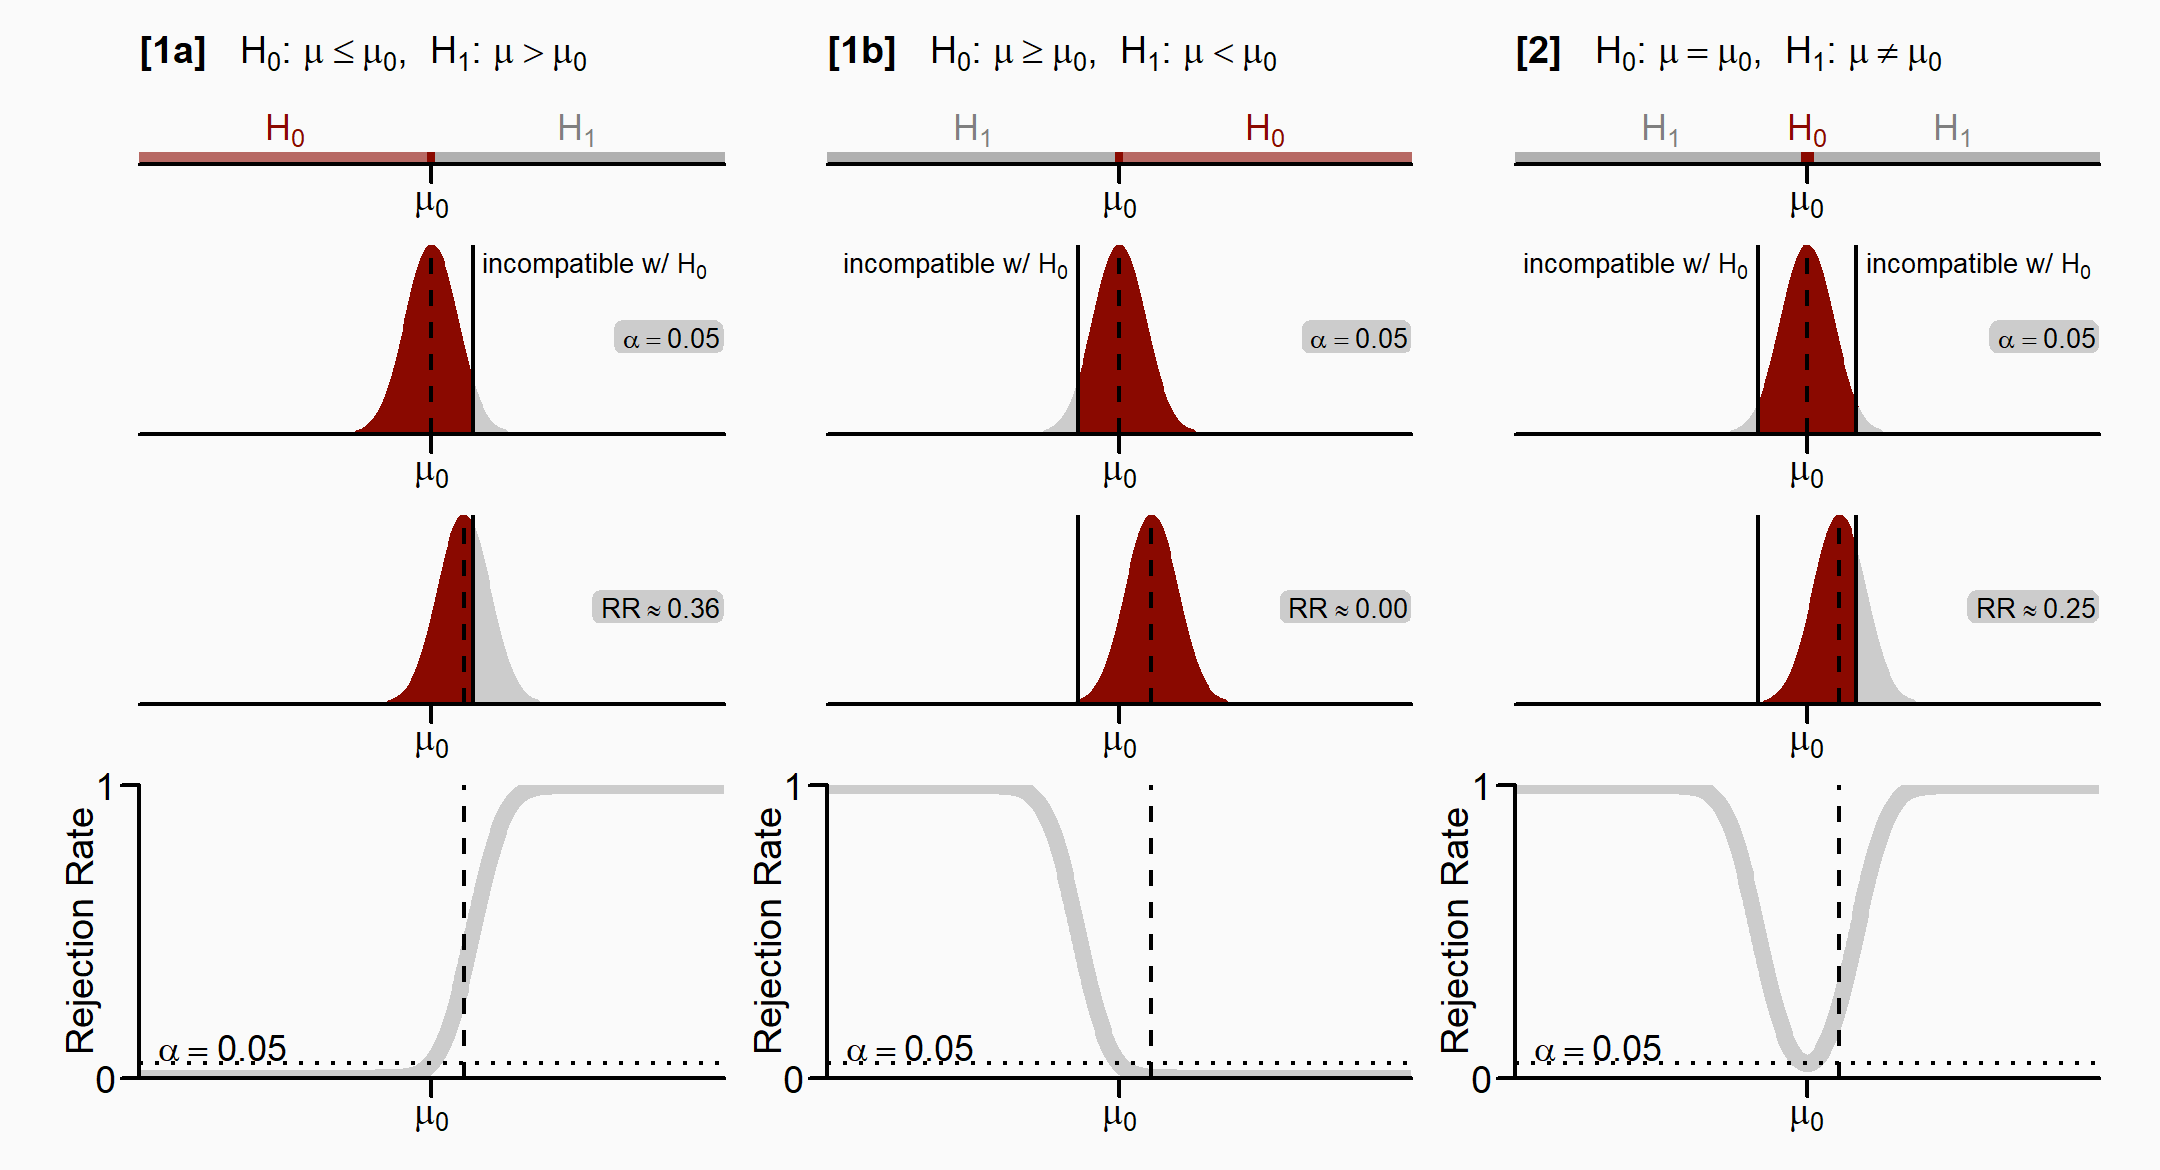 [1a] H₀: μ ≤ μ₀, H₁: μ > μ₀
H₀ H₁
μ₀
incompatible w/ H₀
α = 0.05
μ₀
RR ≈ 0.36
μ₀
Rejection Rate
1
α = 0.05
0
μ₀
[1b] H₀: μ ≥ μ₀, H₁: μ < μ₀
H₁ H₀
μ₀
incompatible w/ H₀
α = 0.05
μ₀
RR ≈ 0.00
μ₀
Rejection Rate
1
α = 0.05
0
μ₀
[2] H₀: μ = μ₀, H₁: μ ≠ μ₀
H₁ H₀ H₁
μ₀
incompatible w/ H₀ incompatible w/ H₀
α = 0.05
μ₀
RR ≈ 0.25
μ₀
Rejection Rate
1
α = 0.05
0
μ₀